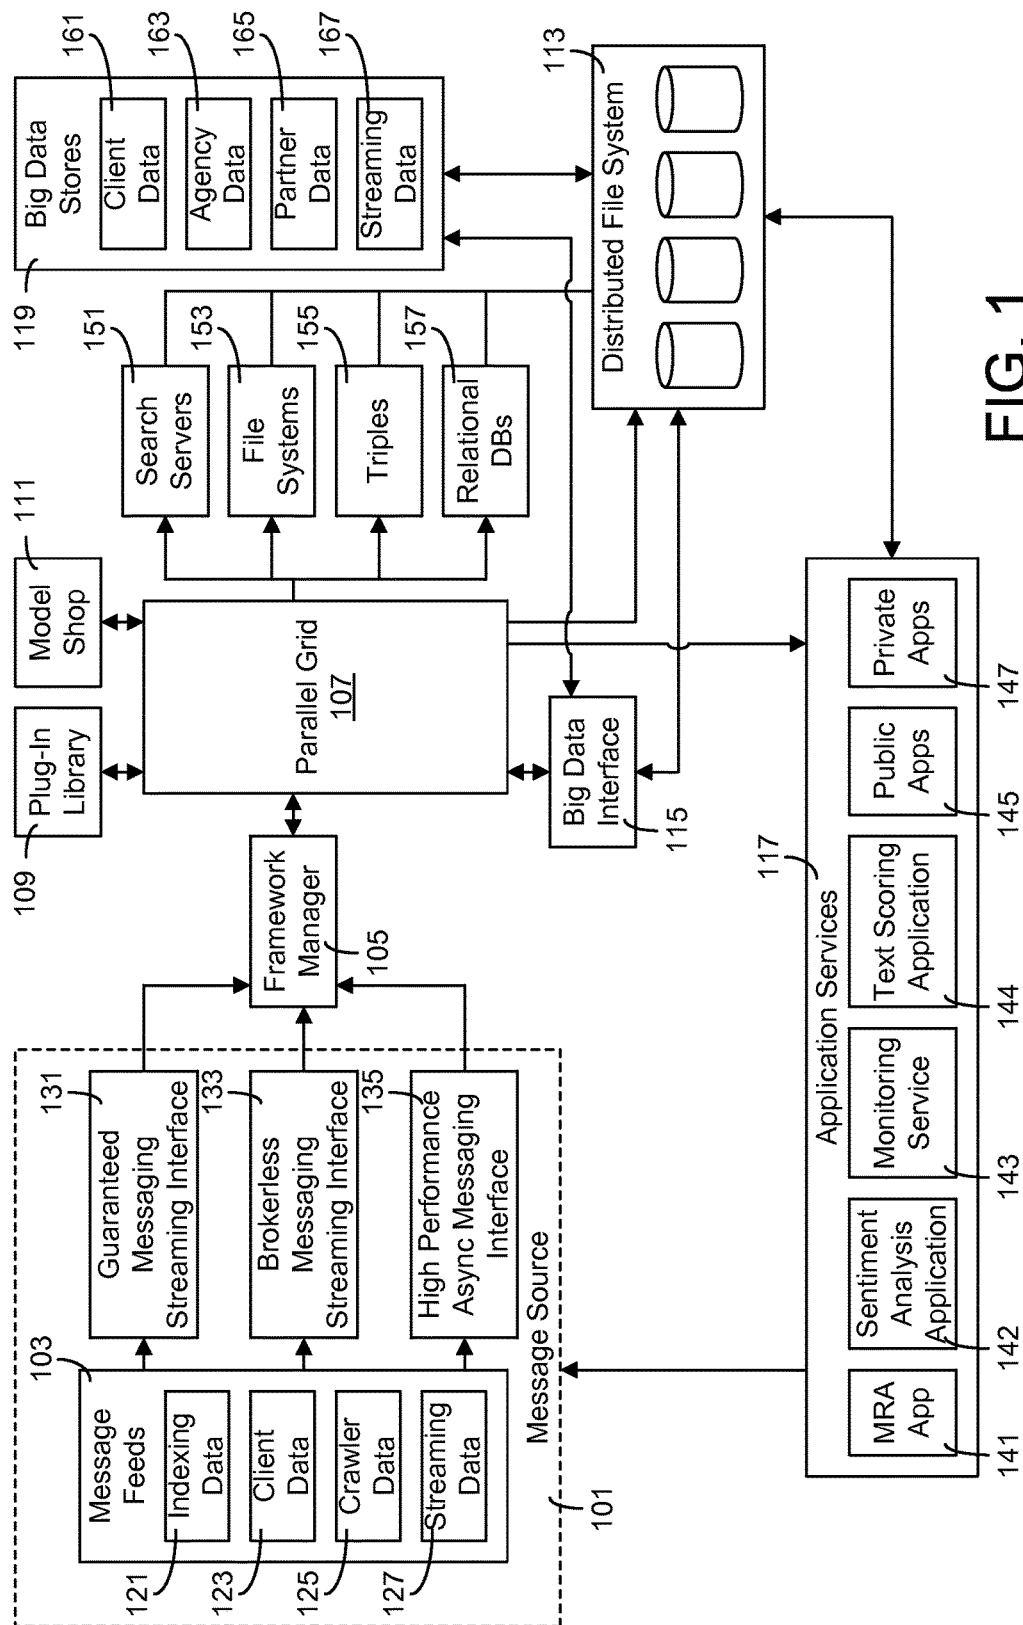 Message
Feeds
103
Indexing
Data
121
Client
Data
123
Crawler
Data
125
Streaming
Data
127
Guaranteed
Messaging
Streaming Interface
131
Brokerless
Messaging
Streaming Interface
133
High Performance
Async Messaging
Interface
135
Message Source
101
Framework
Manager
105
Plug-In
Library
109
Model
Shop
111
Parallel Grid
107
Big Data
Interface
115
Search
Servers
151
File
Systems
153
Triples
155
Relational
DBs
157
Big Data
Stores
119
Client
Data
161
Agency
Data
163
Partner
Data
165
Streaming
Data
167
Distributed File System
113
Application Services
117
MRA
App
141
Sentiment
Analysis
Application
142
Monitoring
Service
143
Text Scoring
Application
144
Public
Apps
145
Private
Apps
147
FIG. 1